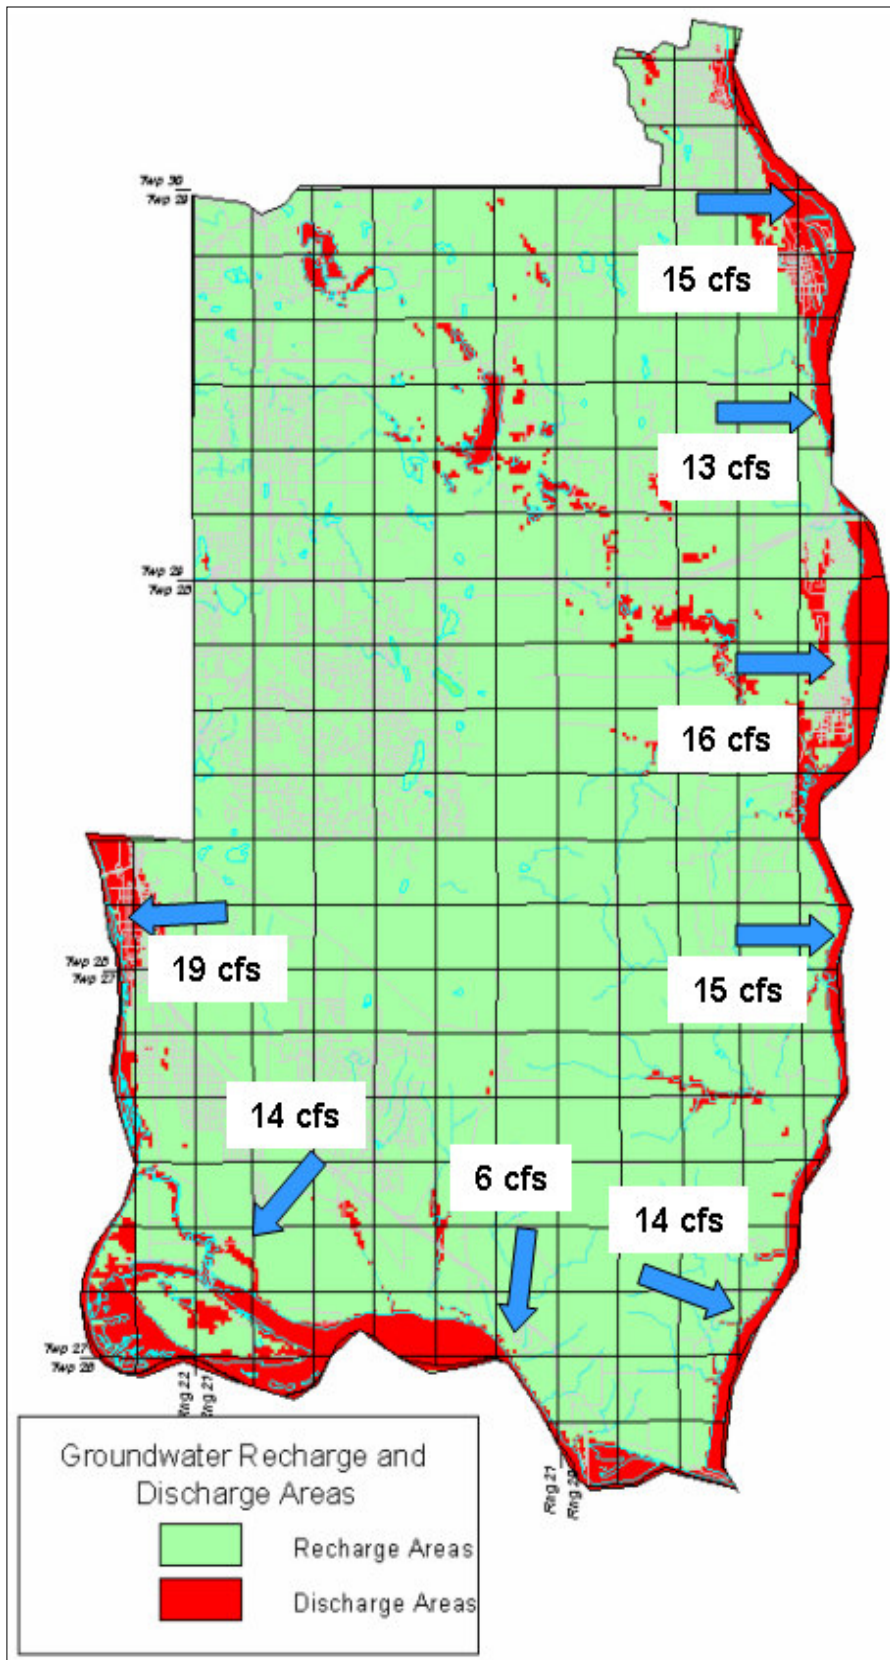 Twp 30
Twp 29
15 cfs
13 cfs
Twp 29
Twp 28
16 cfs
19 cfs
Twp 28
Twp 27
15 cfs
14 cfs
6 cfs
14 cfs
Twp 27
Twp 26
Rng 22
Rng 21
Rng 21
Rng 20
Groundwater Recharge and
Discharge Areas
Recharge Areas
Discharge Areas